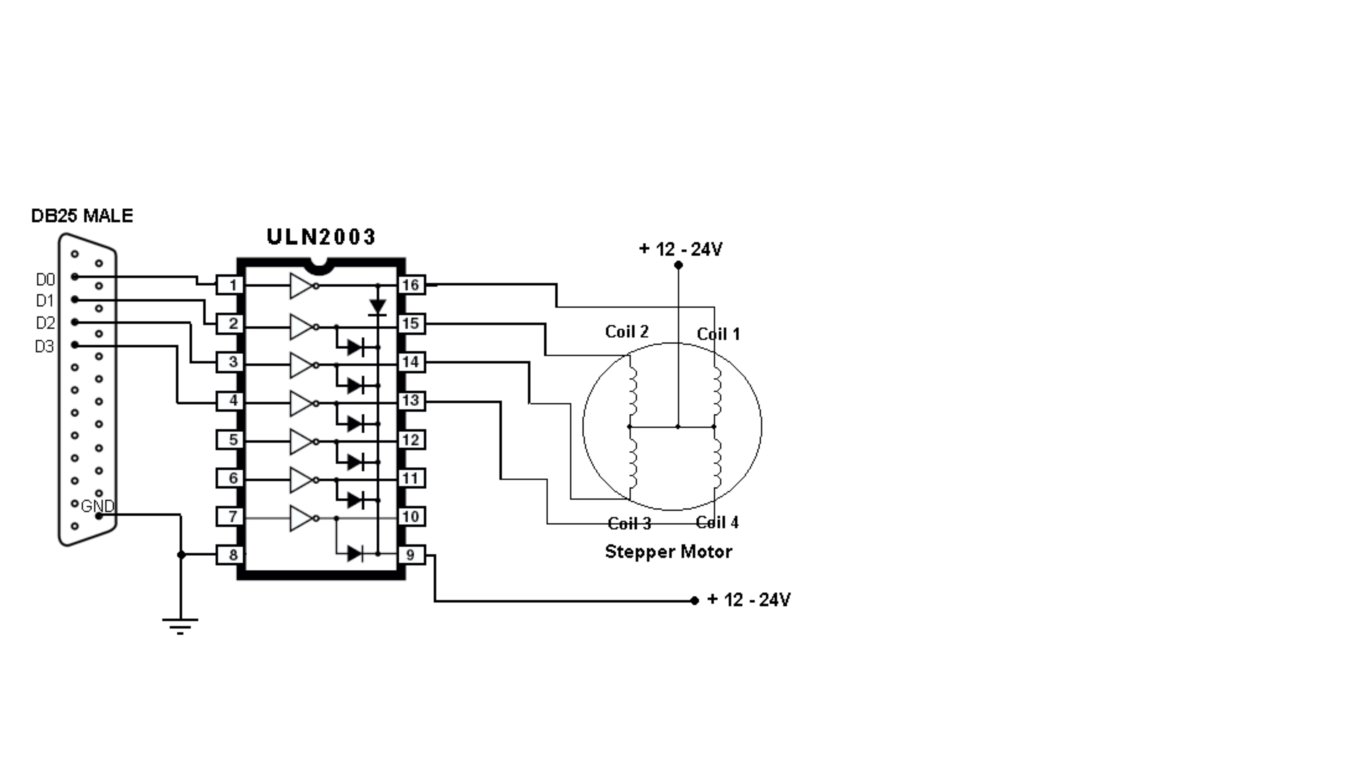 DB25 MALE
ULN2003
+ 12 - 24V
D0
D1
D2
D3
GND
1
2
3
4
5
6
7
8
16
15
14
13
12
11
10
9
Coil 2
Coil 1
Coil 3
Coil 4
Stepper Motor
+ 12 - 24V